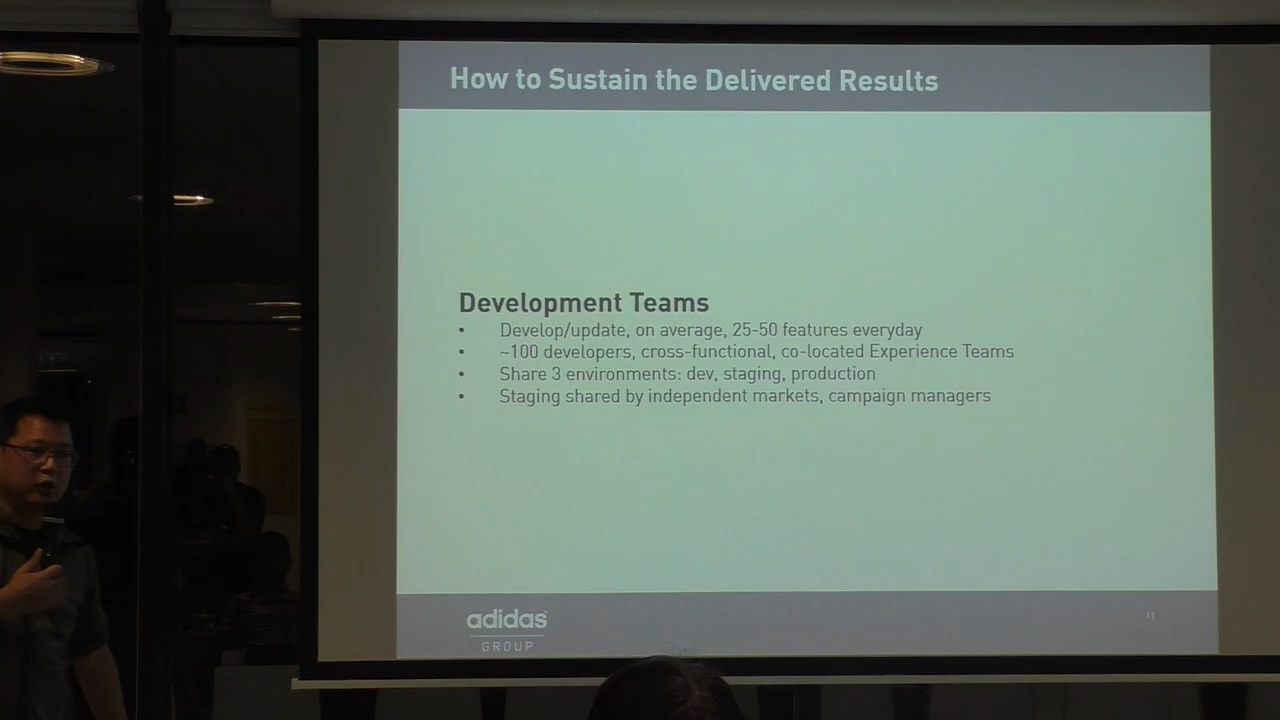 How to Sustain the Delivered Results
Development Teams
• Develop/update, on average, 25-50 features everyday
• ~100 developers, cross-functional, co-located Experience Teams
• Share 3 environments: dev, staging, production
• Staging shared by independent markets, campaign managers
adidas
GROUP
11